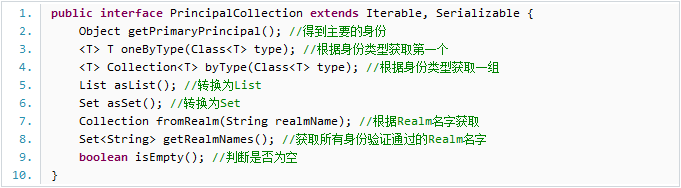 1. public interface PrincipalCollection extends Iterable, Serializable {
2. Object getPrimaryPrincipal(); //得到主要的身份
3. <T> T oneByType(Class<T> type); //根据身份类型获取第一个
4. <T> Collection<T> byType(Class<T> type); //根据身份类型获取一组
5. List asList(); //转换为List
6. Set asSet(); //转换为Set
7. Collection fromRealm(String realmName); //根据Realm名字获取
8. Set<String> getRealmNames(); //获取所有身份验证通过的Realm名字
9. boolean isEmpty(); //判断是否为空
10. }